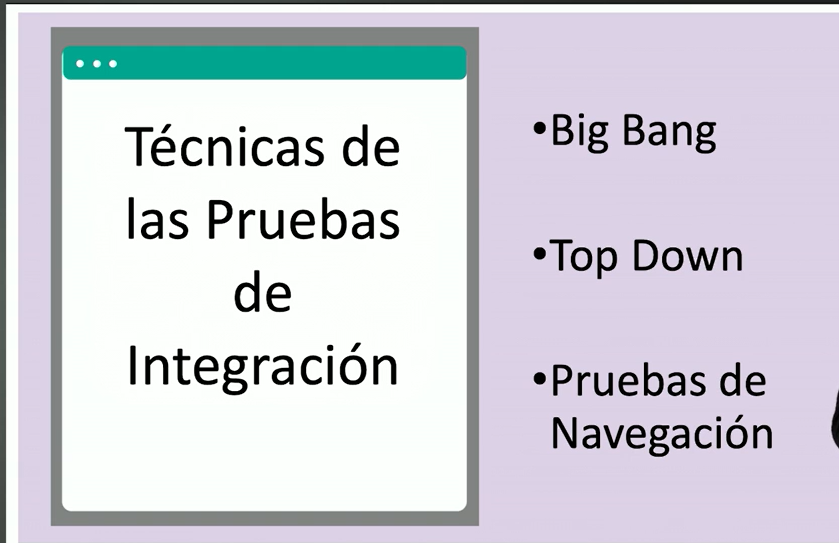 Técnicas de
las Pruebas
de
Integración
•Big Bang
•Top Down
•Pruebas de
Navegación